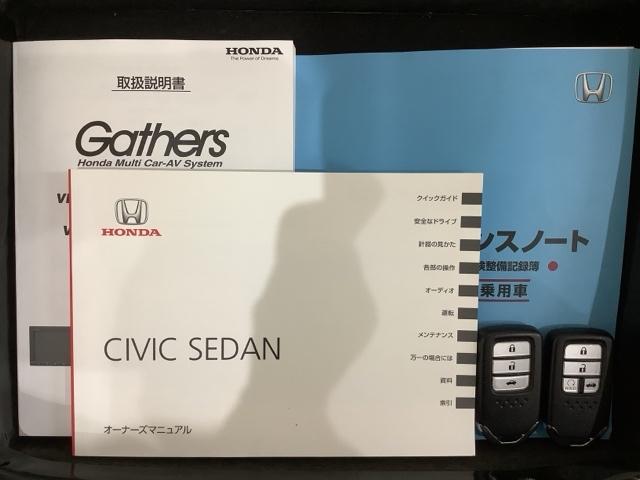 HONDA
The Power of Dreams
取扱説明書
Gathers
Honda Multi Car-AV System
HONDA
CIVIC SEDAN
オーナーズマニュアル
クイックガイド
安全なドライブ
計器の見かた
各部の操作
オーディオ
運転
メンテナンス
万一の場合には
資料
索引
ンスノート
検整備記録簿
乗用車